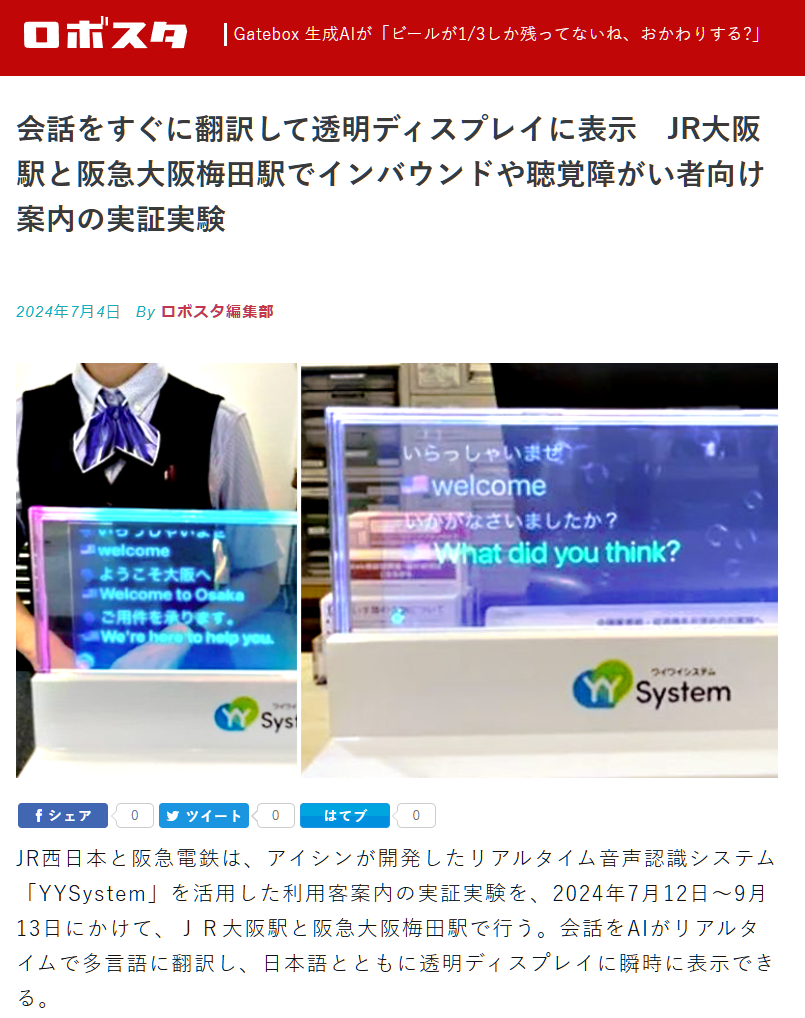 ロボスタ
Gatebox 生成AIが「ビールが1/3しか残ってないね、おかわりする?」
会話をすぐに翻訳して透明ディスプレイに表示　JR大阪
駅と阪急大阪梅田駅でインバウンドや聴覚障がい者向け
案内の実証実験
2024年7月4日 By ロボスタ編集部
いらっしゃいませ
welcome
ようこそ大阪へ
Welcome to Osaka
ご用件を承ります。
We're here to help you.
YY Syst
いらっしゃいませ
welcome
いかがなさいましたか？
What did you think?
ワイワイシステム
YY System
シェア 0 ツイート 0 はてブ 0
JR西日本と阪急電鉄は、アイシンが開発したリアルタイム音声認識システム
「YYSystem」を活用した利用客案内の実証実験を、2024年7月12日～9月
13日にかけて、ＪＲ大阪駅と阪急大阪梅田駅で行う。会話をAIがリアルタ
イムで多言語に翻訳し、日本語とともに透明ディスプレイに瞬時に表示でき
る。